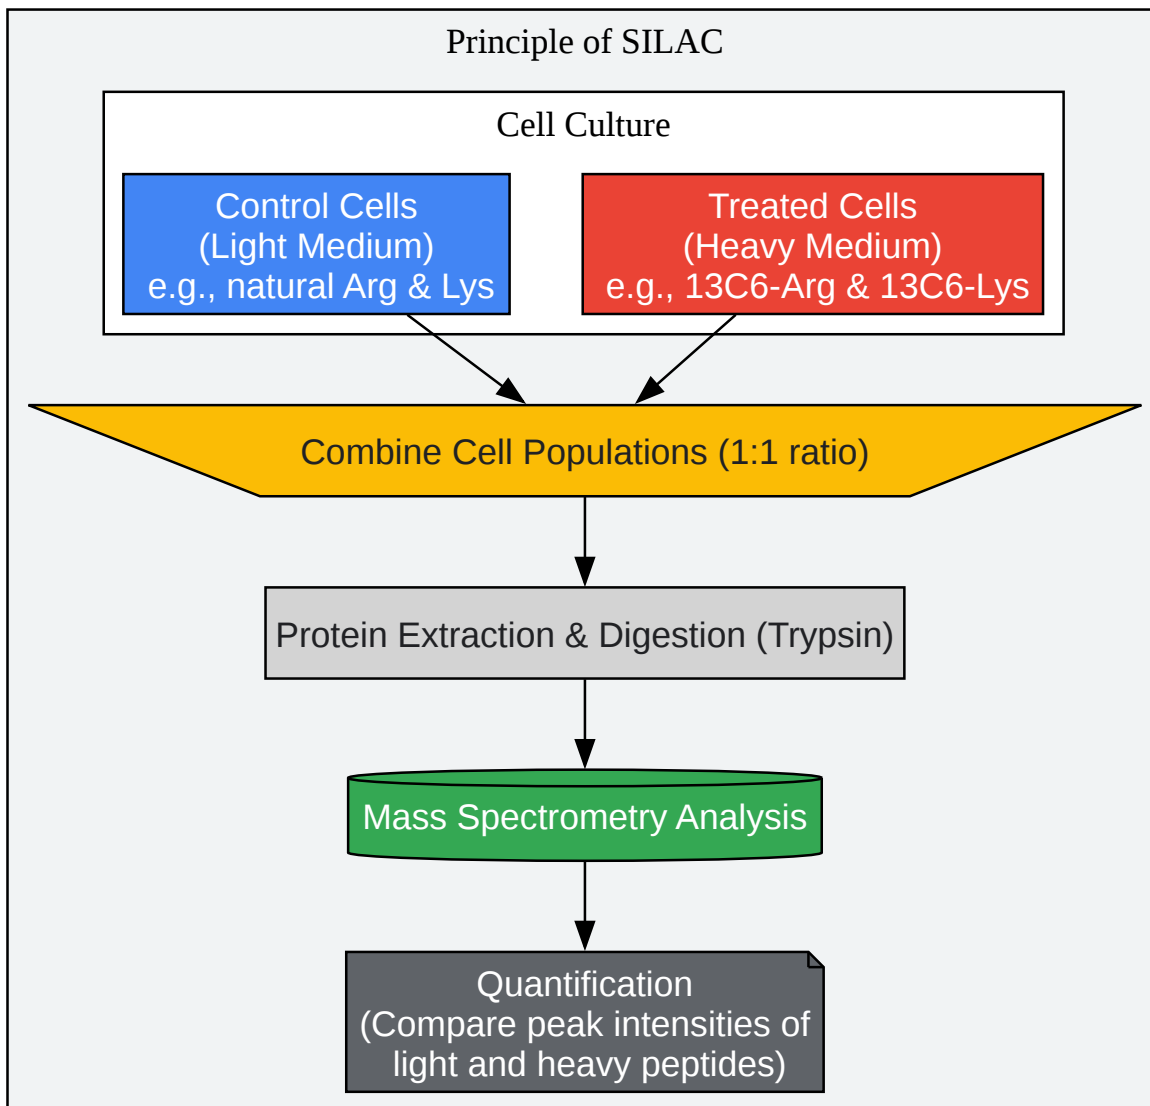 Principle of SILAC
Cell Culture
Control Cells
(Light Medium)
e.g., natural Arg & Lys
Treated Cells
(Heavy Medium)
e.g., 13C6-Arg & 13C6-Lys
Combine Cell Populations (1:1 ratio)
Protein Extraction & Digestion (Trypsin)
Mass Spectrometry Analysis
Quantification
(Compare peak intensities of
light and heavy peptides)